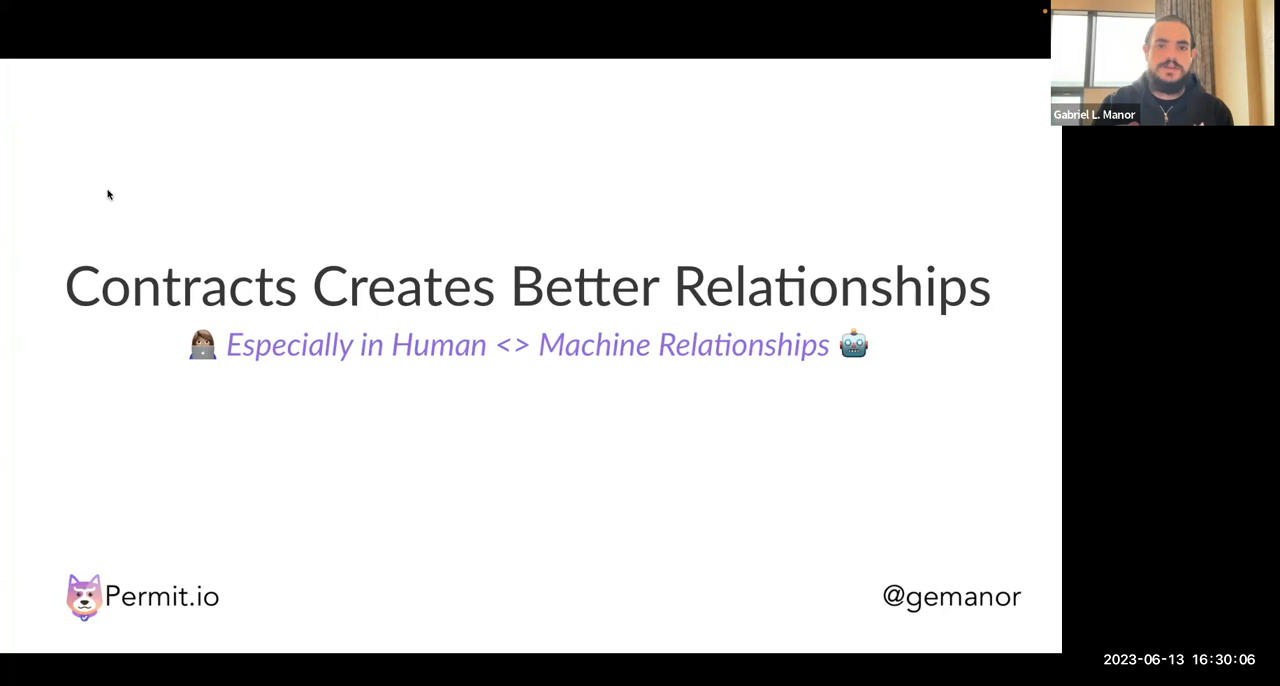 Gabriel L. Manor
Contracts Creates Better Relationships
Especially in Human <> Machine Relationships
Permit.io
@gemanor
2023-06-13 16:30:06